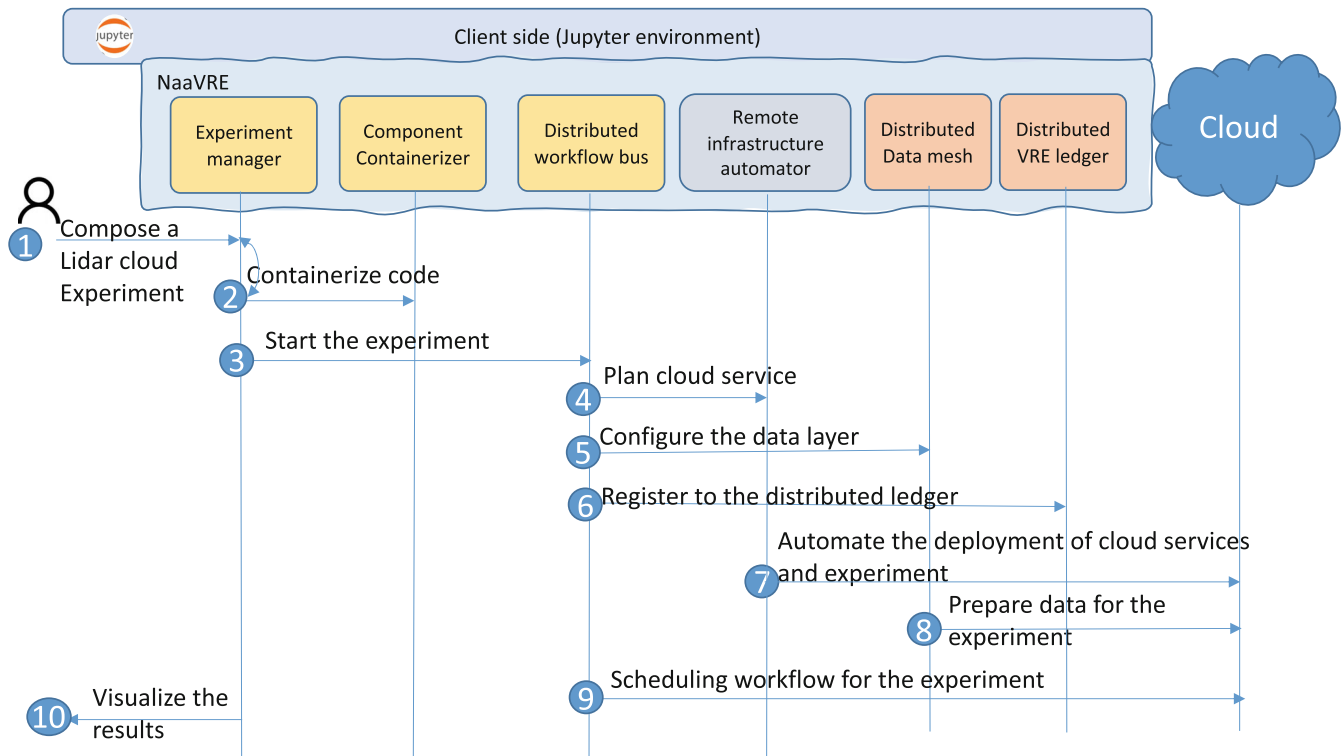 jupyter
Client side (Jupyter environment)
NaaVRE
Experiment
manager
Component
Containerizer
Distributed
workflow bus
Remote
infrastructure
automator
Distributed
Data mesh
Distributed
VRE ledger
Cloud
1
Compose a
Lidar cloud
Experiment
2
Containerize code
3
Start the experiment
4
Plan cloud service
5
Configure the data layer
6
Register to the distributed ledger
7
Automate the deployment of cloud services
and experiment
8
Prepare data for the
experiment
9
Scheduling workflow for the experiment
10
Visualize the
results